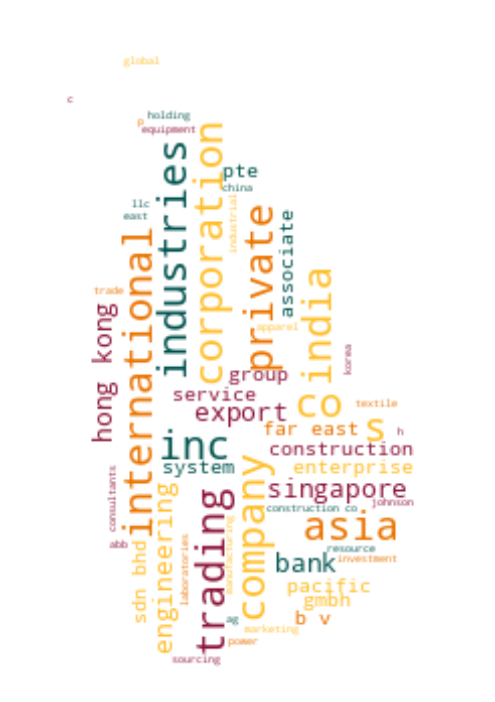 global
c
holding
p
equipment
industries
corporation
pte
china
llc
east
industrial
private
associate
international
india
trade
hong kong
apparel
korea
group
service
export
co
textile
far east
s
h
inc
construction
system
enterprise
consultants
singapore
johnson
construction co
trading
company
engineering
asia
abb
sdn bhd
laboratories
manufacturing
resource
bank
investment
pacific
gmbh
b v
ag
marketing
power
sourcing